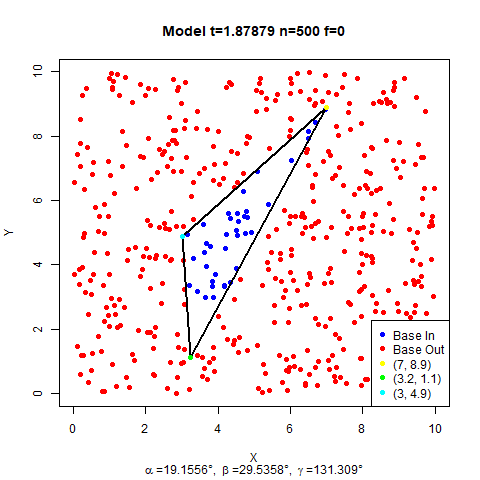 Model t=1.87879 n=500 f=0
Y
10
8
6
4
2
0
Base In
Base Out
(7, 8.9)
(3.2, 1.1)
(3, 4.9)
0 2 4 6 8 10
X
α=19.1556°, β=29.5358°, γ=131.309°